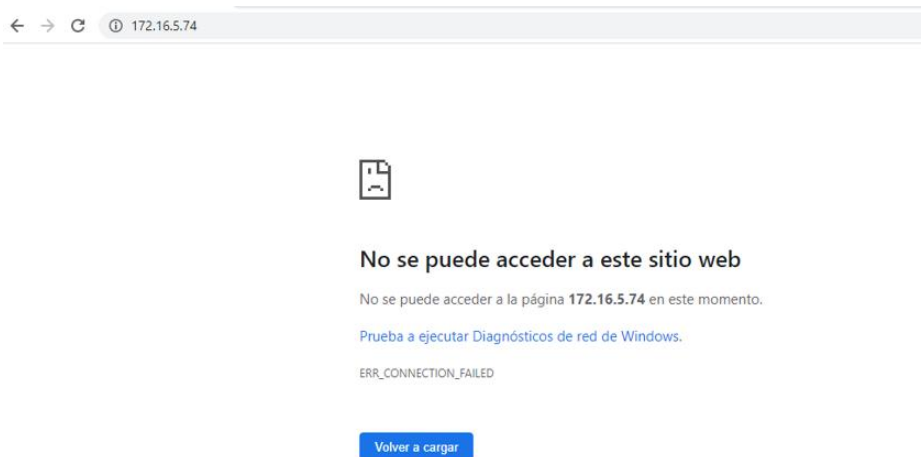 172.16.5.74
No se puede acceder a este sitio web
No se puede acceder a la página 172.16.5.74 en este momento.
Prueba a ejecutar Diagnósticos de red de Windows.
ERR_CONNECTION_FAILED
Volver a cargar